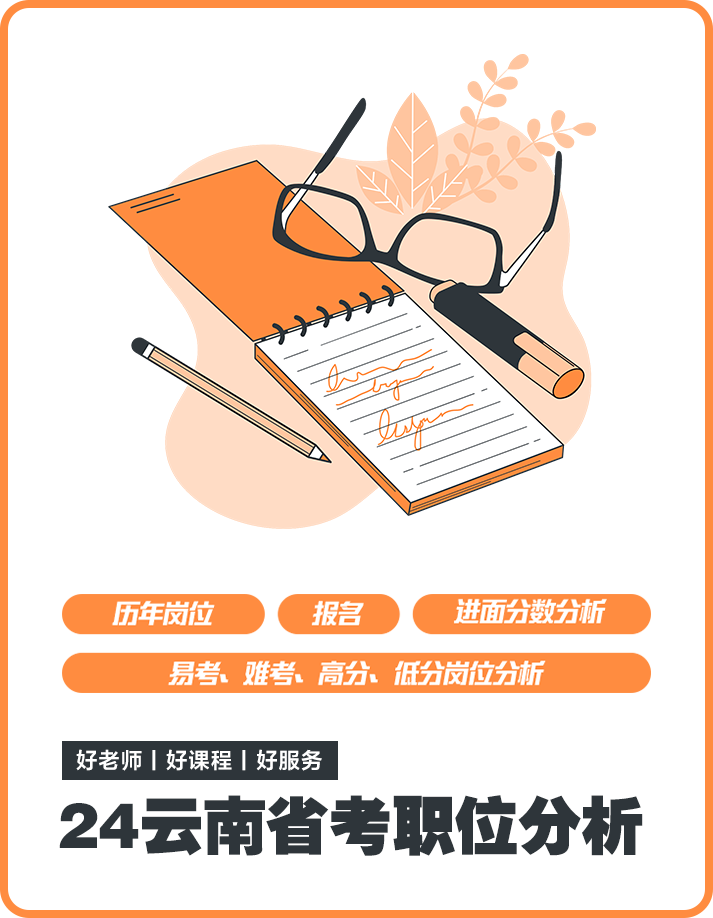 历年岗位 报名 进面分数分析
易考、难考、高分、低分岗位分析
好老师丨好课程丨好服务
24云南省考职位分析